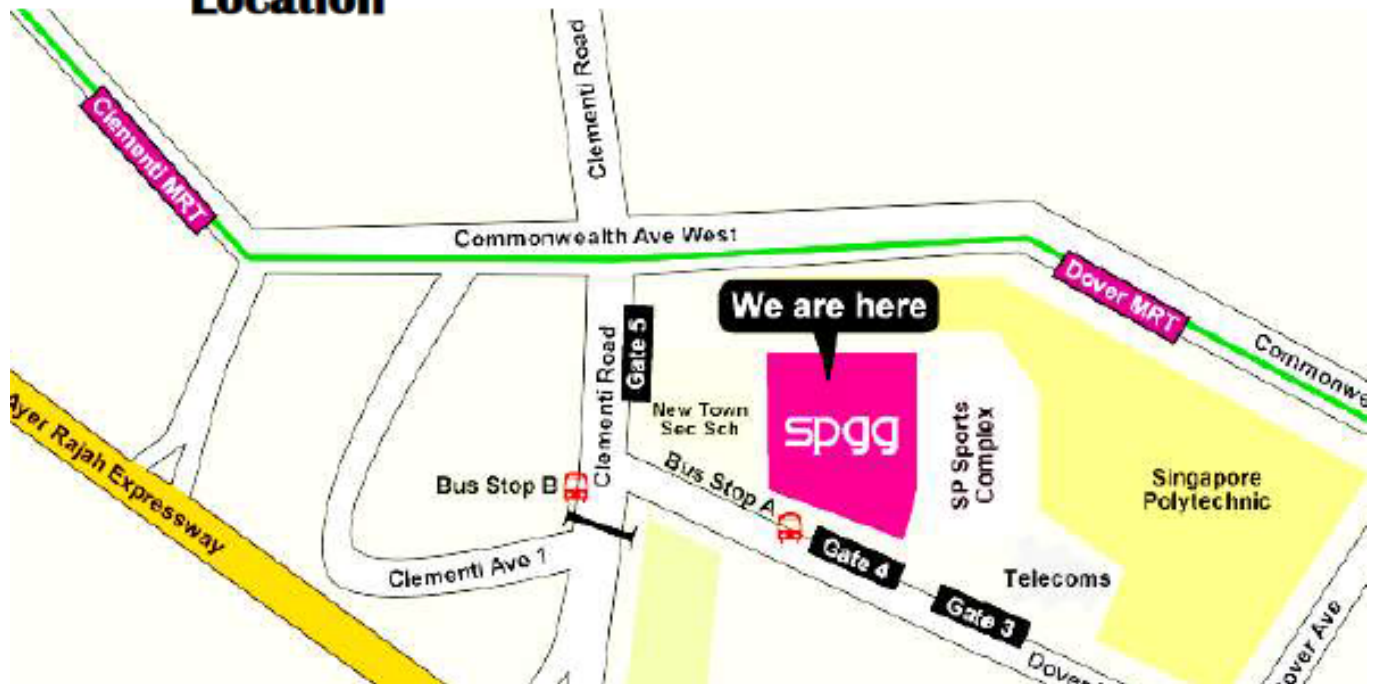 Location
Clementi Road
Clementi MRT
Commonwealth Ave West
Dover MRT
We are here
Commonwe
Gate 5
Clementi Road
New Town
Sec Sch
spgg
SP Sports
Complex
Ayer Rajah Expressway
Bus Stop B
Bus Stop A
Singapore
Polytechnic
Gate 4
Clementi Ave 1
Telecoms
Gate 3
Dover
over Ave